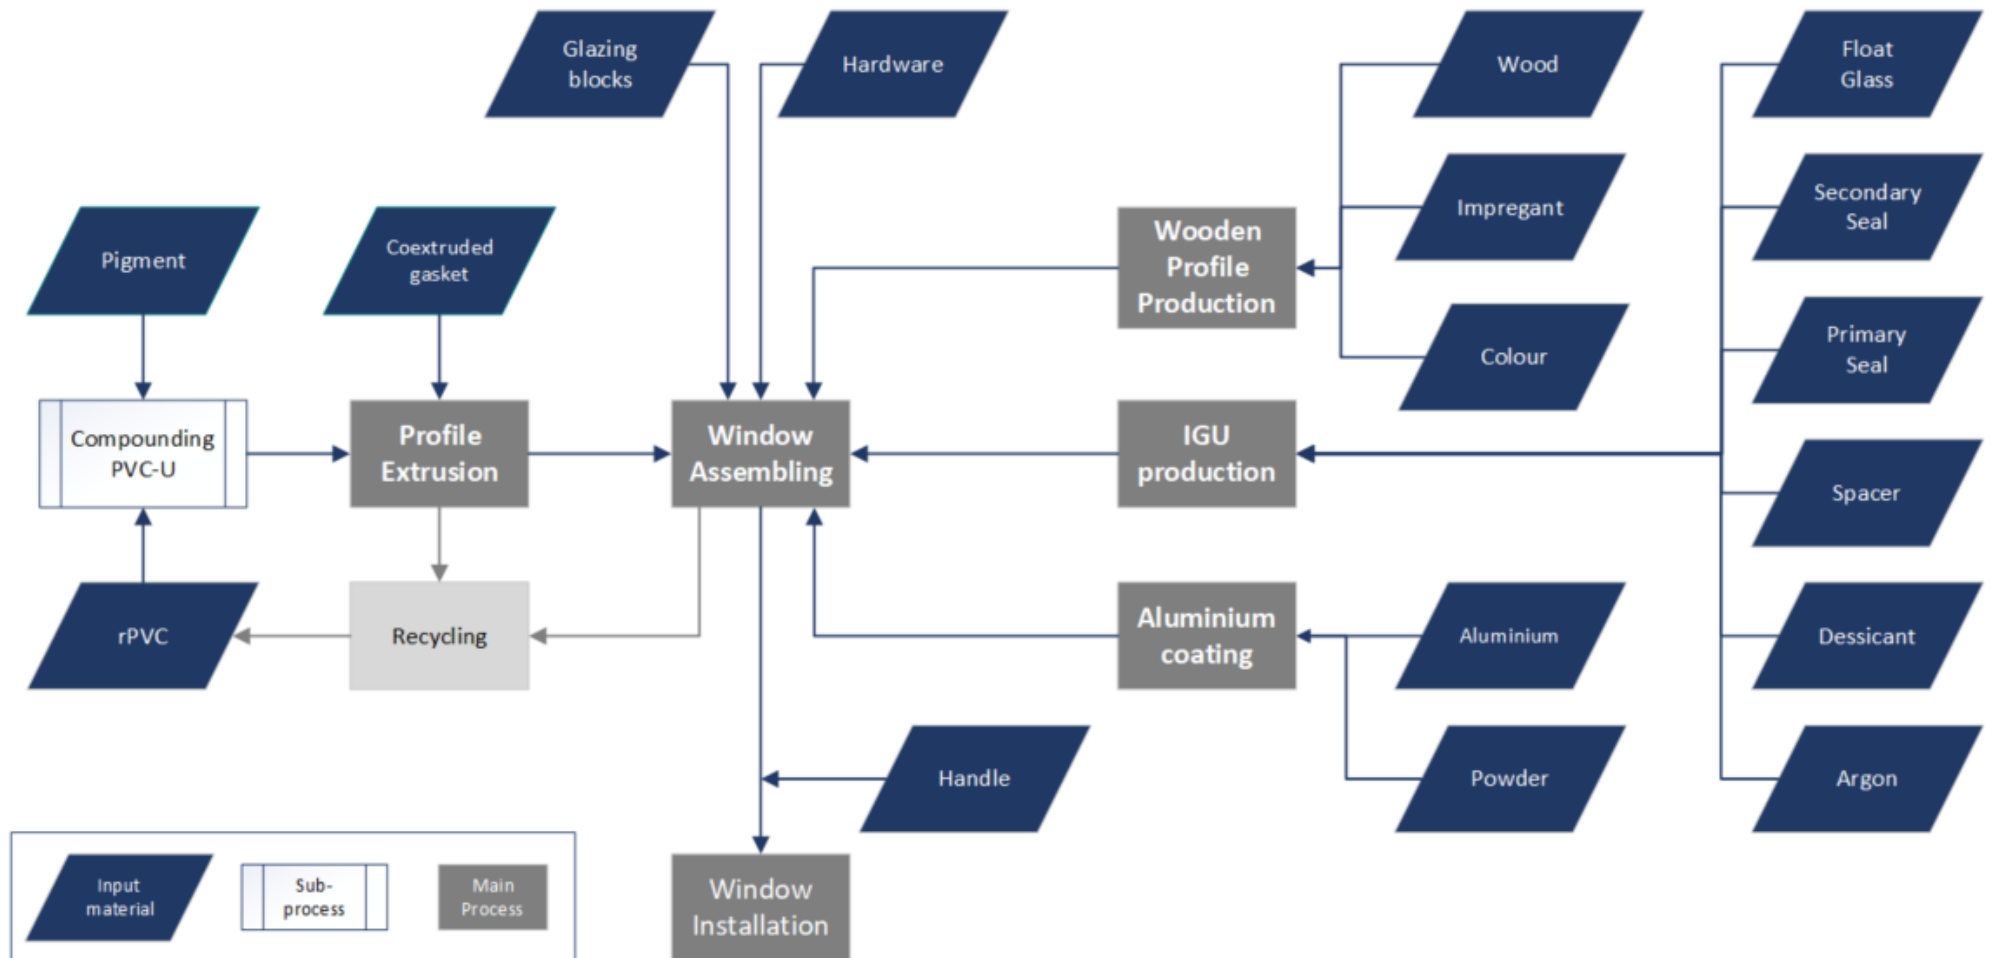 Glazing
blocks
Hardware
Wood
Float
Glass
Impregant
Secondary
Seal
Pigment
Coextruded
gasket
Wooden
Profile
Production
Colour
Primary
Seal
Compounding
PVC-U
Profile
Extrusion
Window
Assembling
IGU
production
Spacer
rPVC
Recycling
Aluminium
coating
Aluminium
Dessicant
Handle
Powder
Argon
Input
material
Sub-
process
Main
Process
Window
Installation